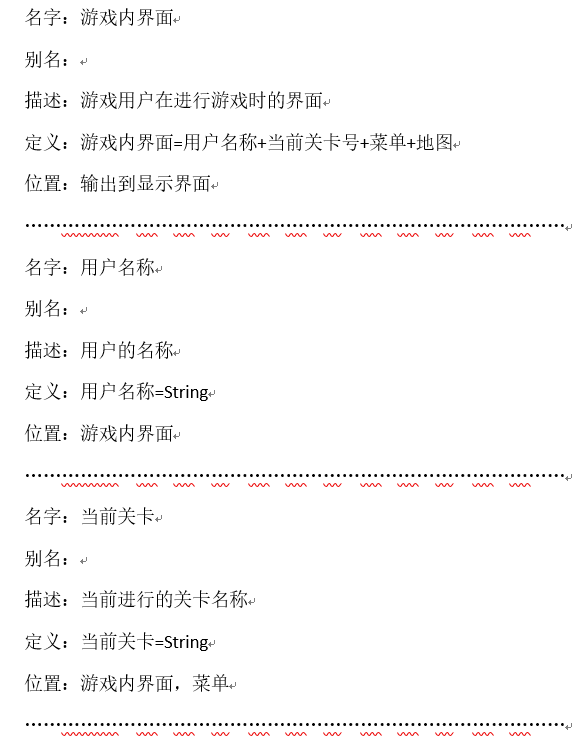 名字：游戏内界面
别名：
描述：游戏用户在进行游戏时的界面
定义：游戏内界面=用户名称+当前关卡号+菜单+地图
位置：输出到显示界面
……………………………………………………………………………
名字：用户名称
别名：
描述：用户的名称
定义：用户名称=String
位置：游戏内界面
……………………………………………………………………………
名字：当前关卡
别名：
描述：当前进行的关卡名称
定义：当前关卡=String
位置：游戏内界面，菜单
……………………………………………………………………………